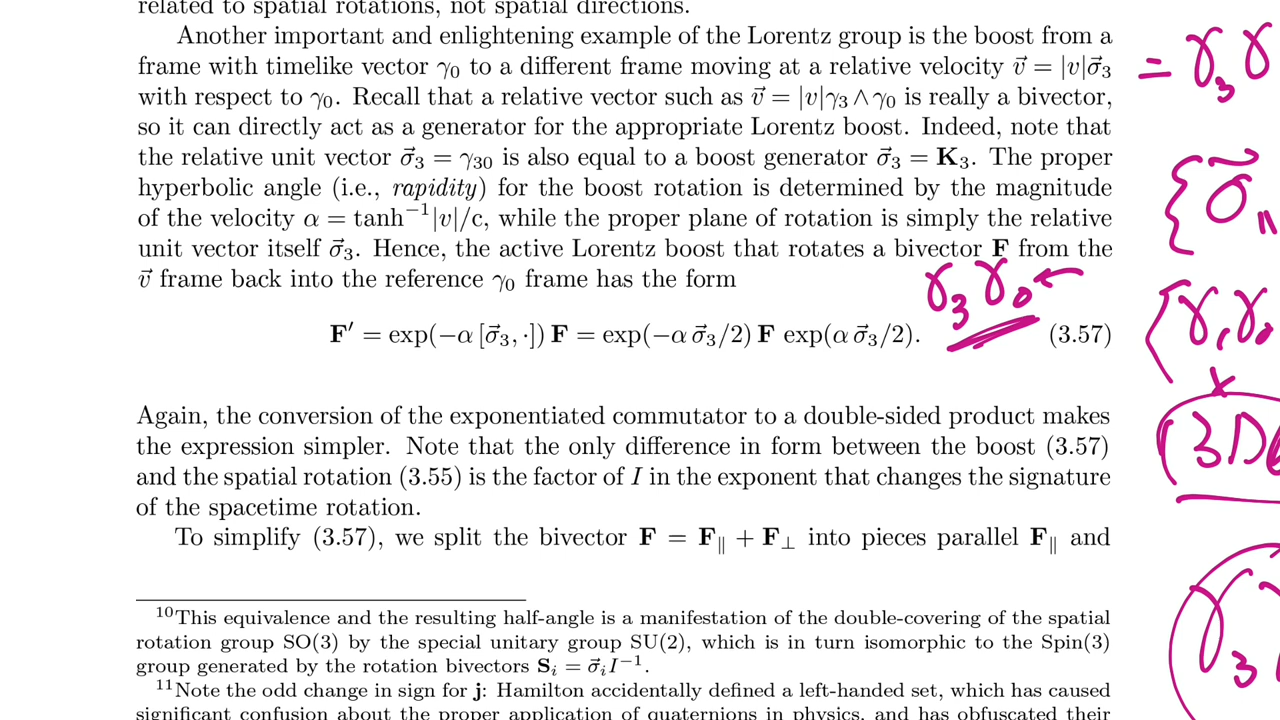 related to spatial rotations, not spatial directions.
Another important and enlightening example of the Lorentz group is the boost from a
frame with timelike vector γ₀ to a different frame moving at a relative velocity v⃗ = |v|σ⃗₃
with respect to γ₀. Recall that a relative vector such as v⃗ = |v|γ₃ ∧ γ₀ is really a bivector,
so it can directly act as a generator for the appropriate Lorentz boost. Indeed, note that
the relative unit vector σ⃗₃ = γ₃₀ is also equal to a boost generator σ⃗₃ = K₃. The proper
hyperbolic angle (i.e., rapidity) for the boost rotation is determined by the magnitude
of the velocity α = tanh⁻¹|v|/c, while the proper plane of rotation is simply the relative
unit vector itself σ⃗₃. Hence, the active Lorentz boost that rotates a bivector F from the
v⃗ frame back into the reference γ₀ frame has the form
F′ = exp(−α [σ⃗₃, ·]) F = exp(−α σ⃗₃/2) F exp(α σ⃗₃/2). (3.57)
γ₃γ₀ ←
Again, the conversion of the exponentiated commutator to a double-sided product makes
the expression simpler. Note that the only difference in form between the boost (3.57)
and the spatial rotation (3.55) is the factor of I in the exponent that changes the signature
of the spacetime rotation.
To simplify (3.57), we split the bivector F = F∥ + F⊥ into pieces parallel F∥ and
¹⁰This equivalence and the resulting half-angle is a manifestation of the double-covering of the spatial
rotation group SO(3) by the special unitary group SU(2), which is in turn isomorphic to the Spin(3)
group generated by the rotation bivectors Sᵢ = σ⃗ᵢI⁻¹.
¹¹Note the odd change in sign for j: Hamilton accidentally defined a left-handed set, which has caused
significant confusion about the proper application of quaternions in physics, and has obfuscated their
= γ₃γ
{σ⃗
γ₁γ₀
(3D
γ₃